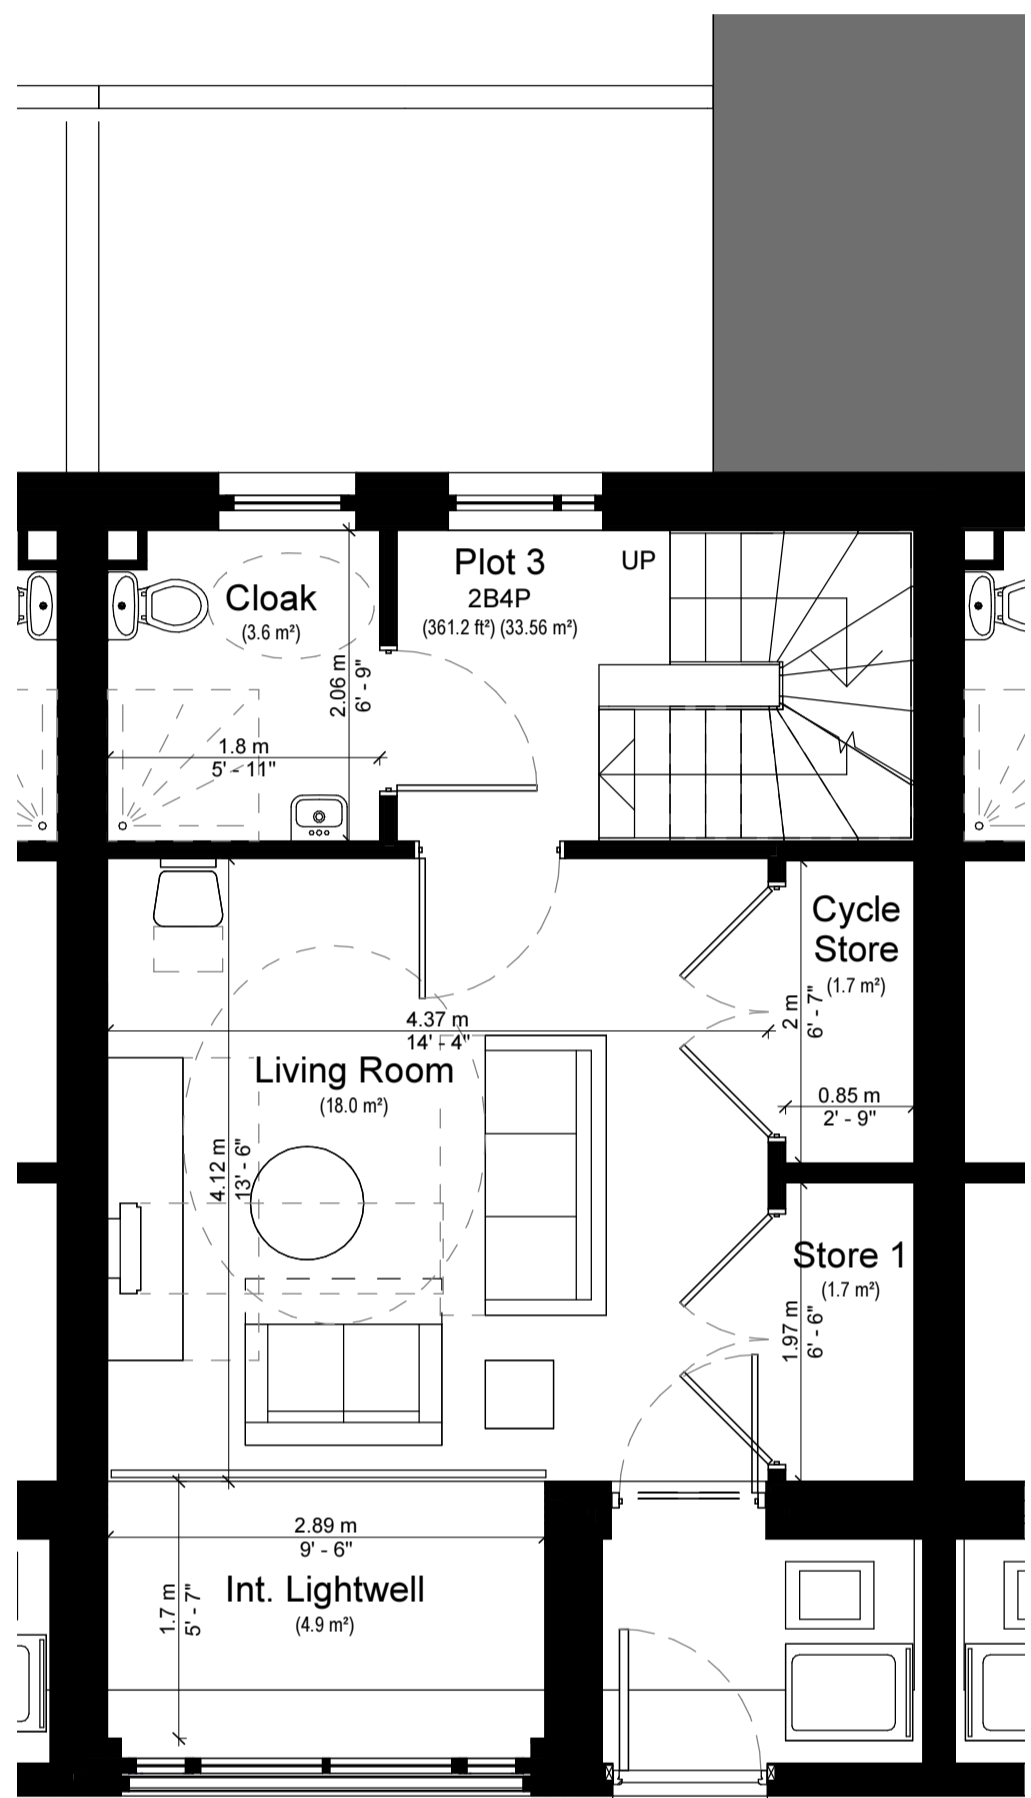 Plot 3
2B4P
(361.2 ft²) (33.56 m²)
UP
Cloak
(3.6 m²)
2.06 m
6' - 9"
1.8 m
5' - 11"
Cycle
Store
(1.7 m²)
2 m
6' - 7"
0.85 m
2' - 9"
4.37 m
14' - 4"
Living Room
(18.0 m²)
4.12 m
13' - 6"
Store 1
(1.7 m²)
1.97 m
6' - 6"
2.89 m
9' - 6"
Int. Lightwell
(4.9 m²)
1.7 m
5' - 7"